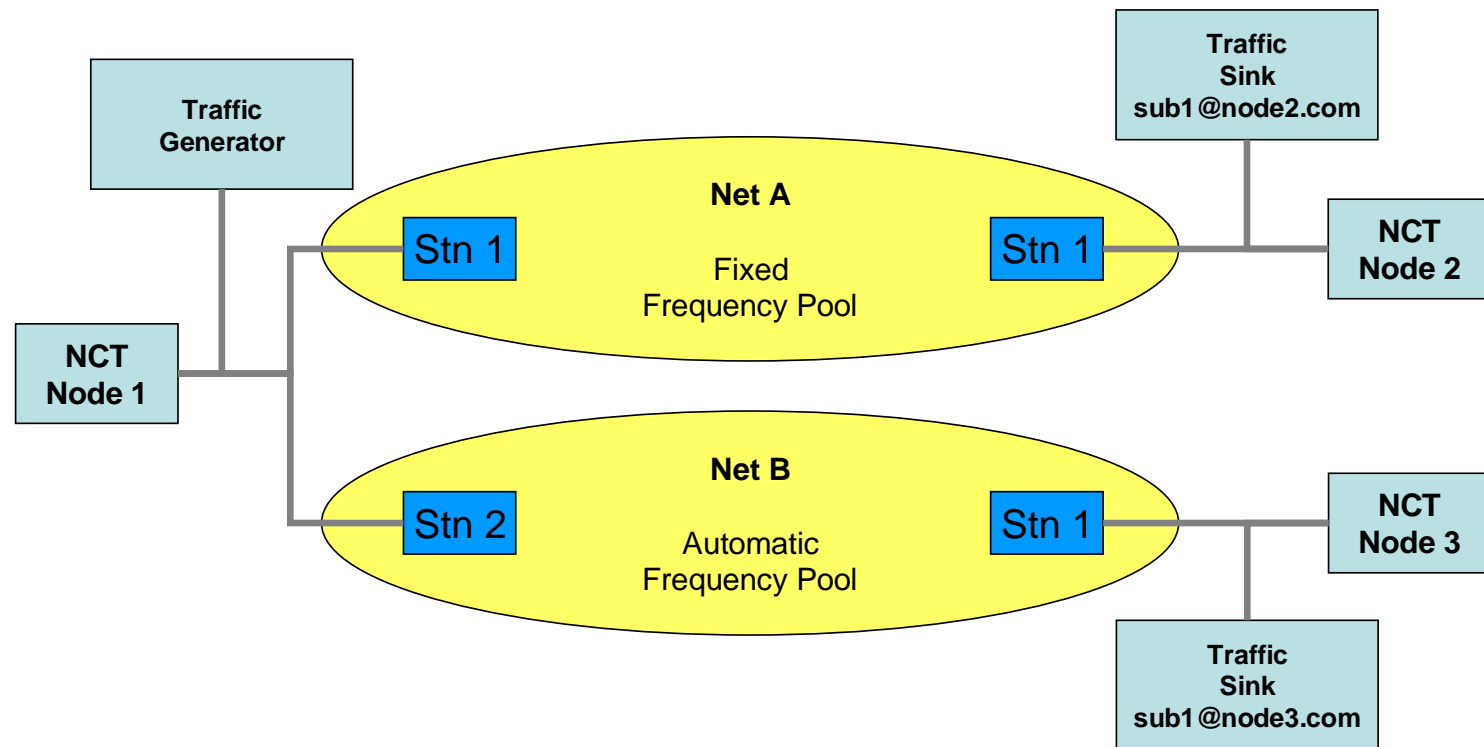 Traffic
Generator
Traffic
Sink
sub1@node2.com
Net A
Stn 1
Fixed
Frequency Pool
Stn 1
NCT
Node 2
NCT
Node 1
Net B
Stn 2
Automatic
Frequency Pool
Stn 1
NCT
Node 3
Traffic
Sink
sub1@node3.com